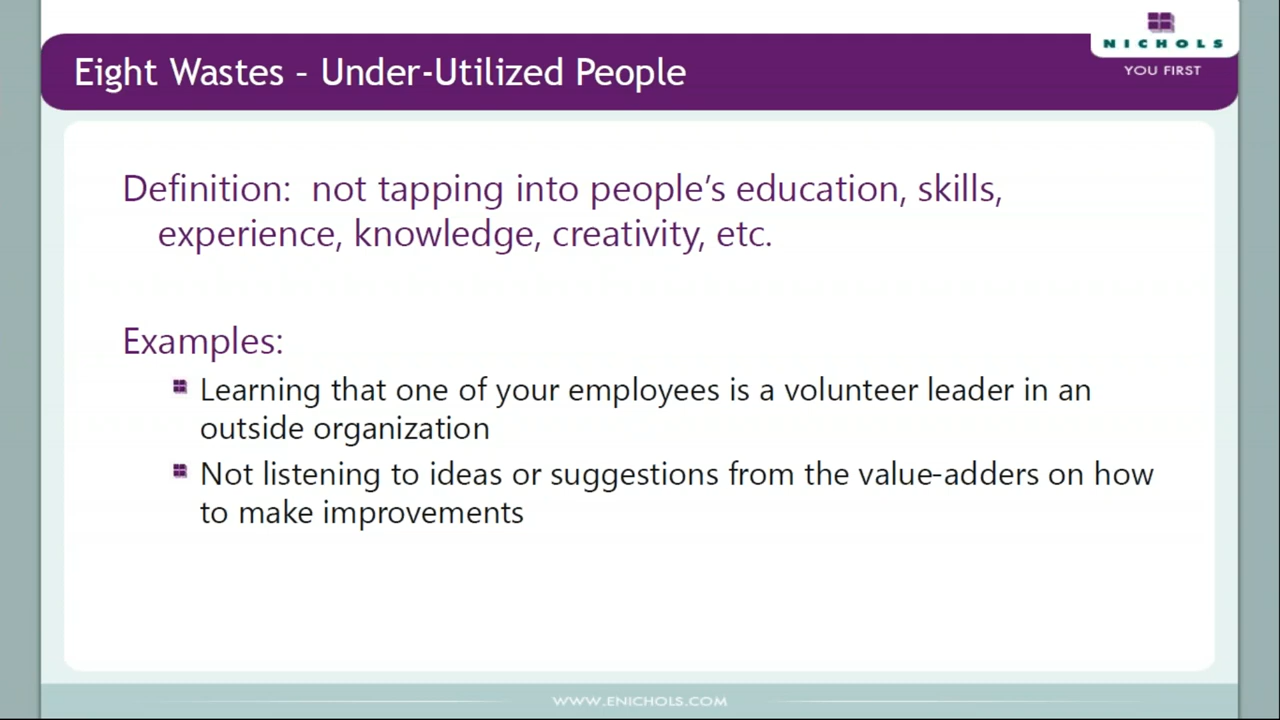 NICHOLS
Eight Wastes – Under-Utilized People
YOU FIRST
Definition:  not tapping into people’s education, skills,
experience, knowledge, creativity, etc.
Examples:
Learning that one of your employees is a volunteer leader in an
outside organization
Not listening to ideas or suggestions from the value-adders on how
to make improvements
WWW.ENICHOLS.COM